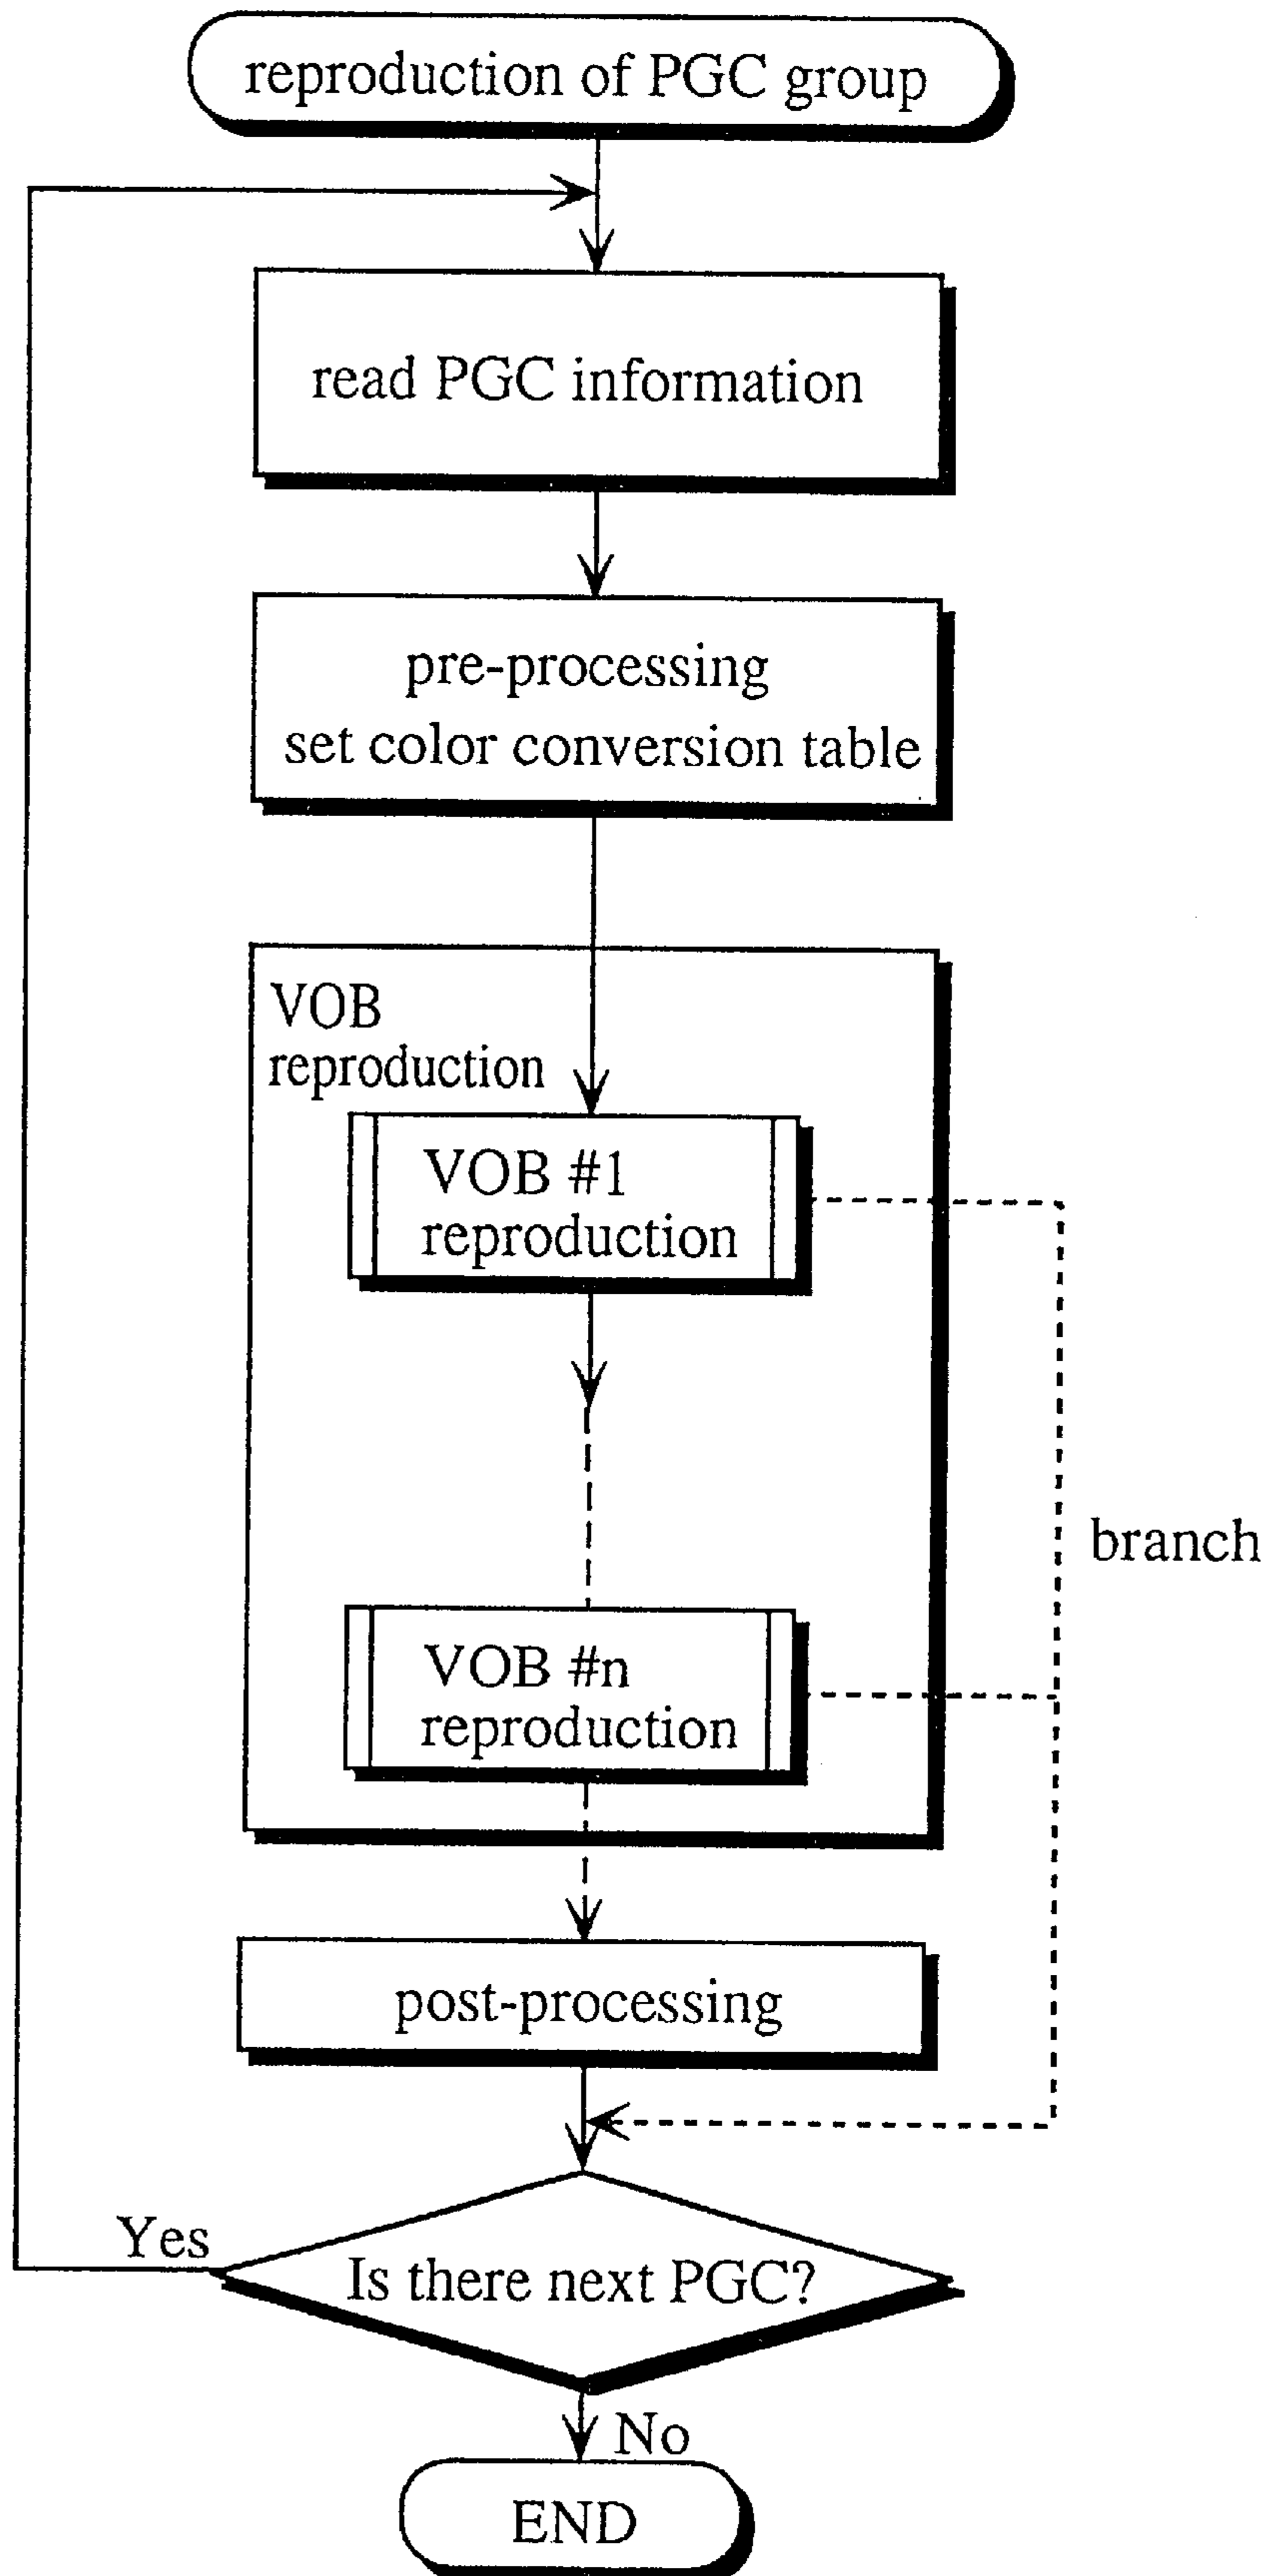 reproduction of PGC group
read PGC information
pre-processing
set color conversion table
VOB
reproduction
VOB #1
reproduction
branch
VOB #n
reproduction
post-processing
Yes
Is there next PGC?
No
END